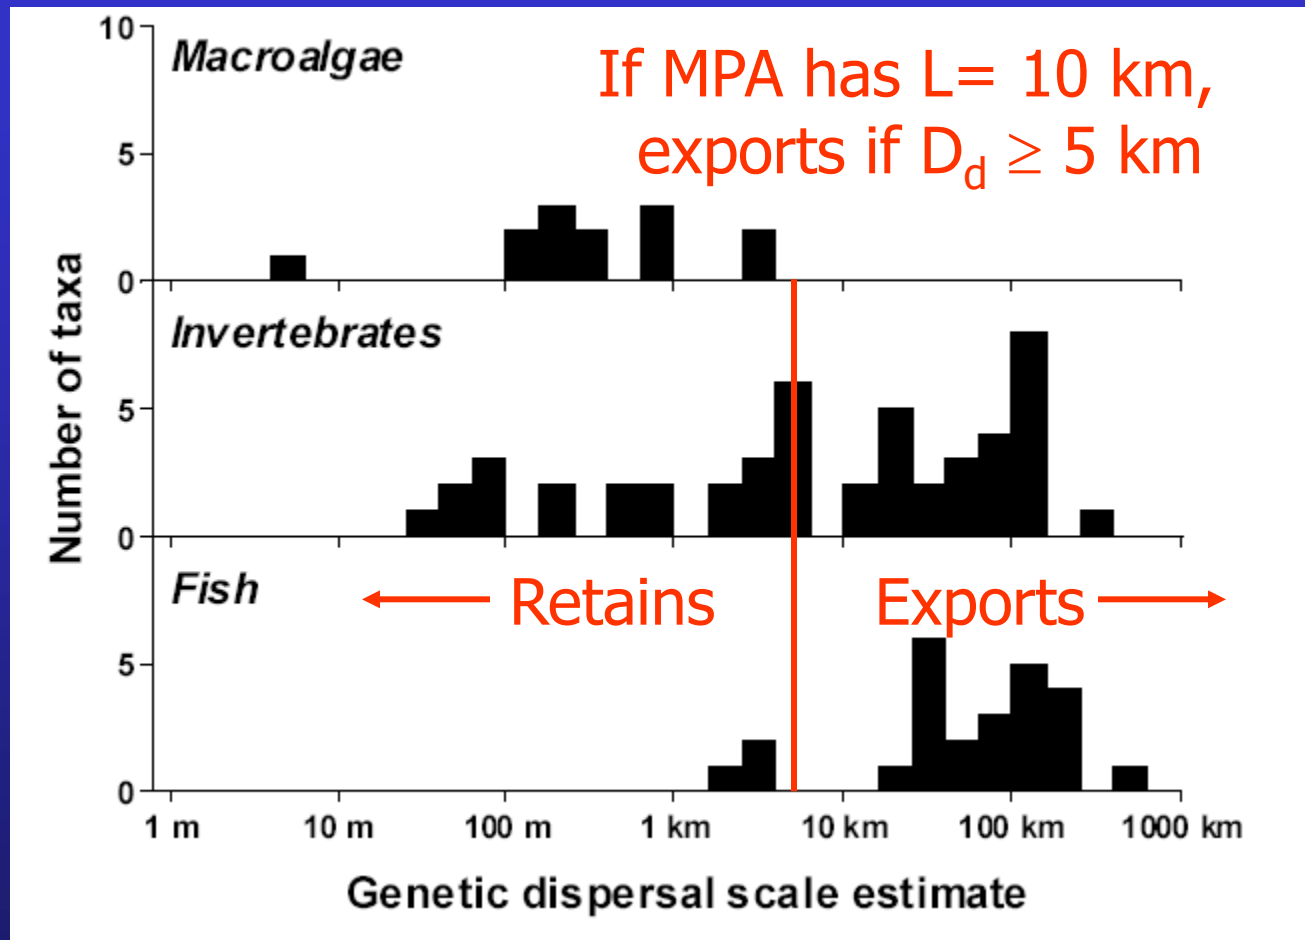 If MPA has L= 10 km,
exports if Dd ≥ 5 km
Number of taxa
Macroalgae
10
5
0
Invertebrates
5
0
Fish
Retains
Exports
5
0
1 m
10 m
100 m
1 km
10 km
100 km
1000 km
Genetic dispersal scale estimate